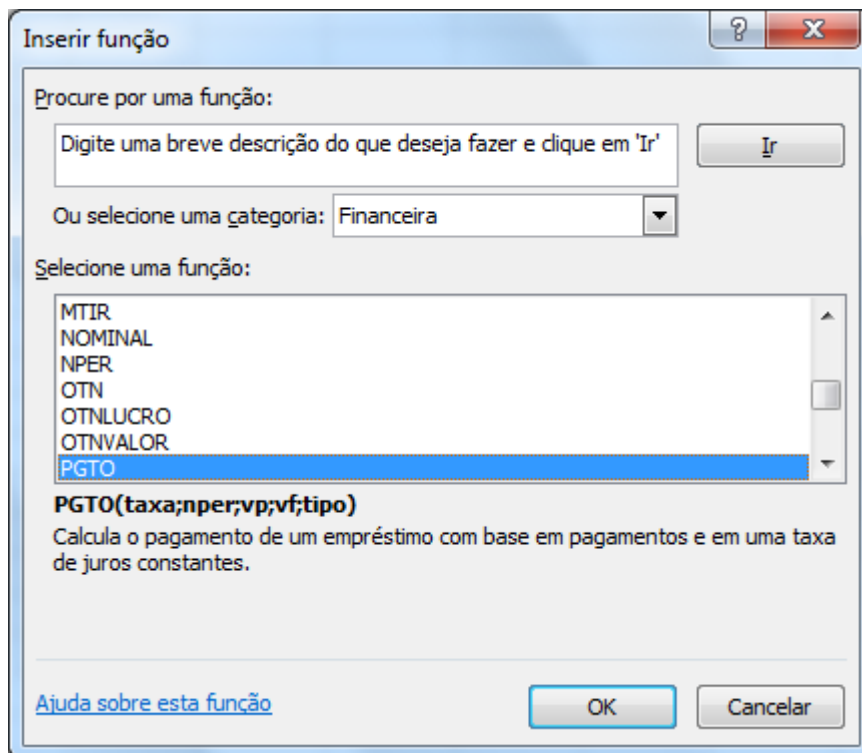 Inserir função
Procure por uma função:
Digite uma breve descrição do que deseja fazer e clique em 'Ir'
Ir
Ou selecione uma categoria: Financeira
Selecione uma função:
MTIR
NOMINAL
NPER
OTN
OTNLUCRO
OTNVALOR
PGTO
PGTO(taxa;nper;vp;vf;tipo)
Calcula o pagamento de um empréstimo com base em pagamentos e em uma taxa
de juros constantes.
Ajuda sobre esta função
OK
Cancelar